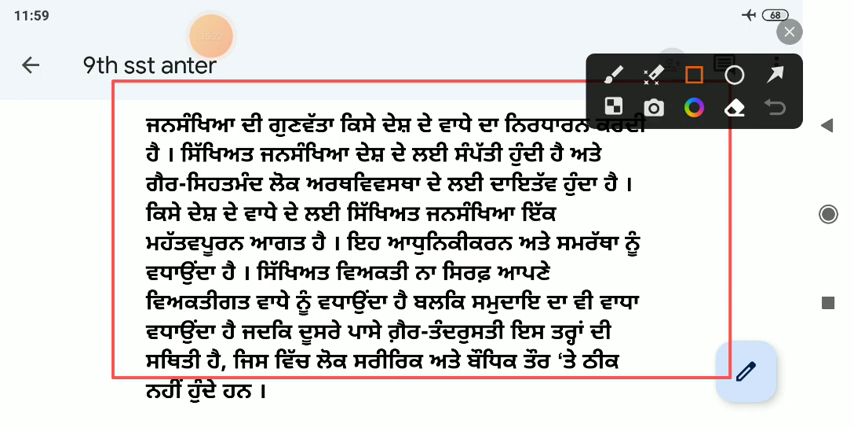 11:59
68
9th sst anter
ਜਨਸੰਖਿਆ ਦੀ ਗੁਣਵੱਤਾ ਕਿਸੇ ਦੇਸ਼ ਦੇ ਵਾਧੇ ਦਾ ਨਿਰਧਾਰਨ ਕਰਦੀ
ਹੈ । ਸਿੱਖਿਅਤ ਜਨਸੰਖਿਆ ਦੇਸ਼ ਦੇ ਲਈ ਸੰਪੱਤੀ ਹੁੰਦੀ ਹੈ ਅਤੇ
ਗੈਰ-ਸਿਹਤਮੰਦ ਲੋਕ ਅਰਥਵਿਵਸਥਾ ਦੇ ਲਈ ਦਾਇਤੱਵ ਹੁੰਦਾ ਹੈ ।
ਕਿਸੇ ਦੇਸ਼ ਦੇ ਵਾਧੇ ਦੇ ਲਈ ਸਿੱਖਿਅਤ ਜਨਸੰਖਿਆ ਇੱਕ
ਮਹੱਤਵਪੂਰਨ ਆਗਤ ਹੈ । ਇਹ ਆਧੁਨਿਕੀਕਰਨ ਅਤੇ ਸਮਰੱਥਾ ਨੂੰ
ਵਧਾਉਂਦਾ ਹੈ । ਸਿੱਖਿਅਤ ਵਿਅਕਤੀ ਨਾ ਸਿਰਫ਼ ਆਪਣੇ
ਵਿਅਕਤੀਗਤ ਵਾਧੇ ਨੂੰ ਵਧਾਉਂਦਾ ਹੈ ਬਲਕਿ ਸਮੁਦਾਇ ਦਾ ਵੀ ਵਾਧਾ
ਵਧਾਉਂਦਾ ਹੈ ਜਦਕਿ ਦੂਸਰੇ ਪਾਸੇ ਗ਼ੈਰ-ਤੰਦਰੁਸਤੀ ਇਸ ਤਰ੍ਹਾਂ ਦੀ
ਸਥਿਤੀ ਹੈ, ਜਿਸ ਵਿੱਚ ਲੋਕ ਸਰੀਰਿਕ ਅਤੇ ਬੌਧਿਕ ਤੌਰ 'ਤੇ ਠੀਕ
ਨਹੀਂ ਹੁੰਦੇ ਹਨ ।